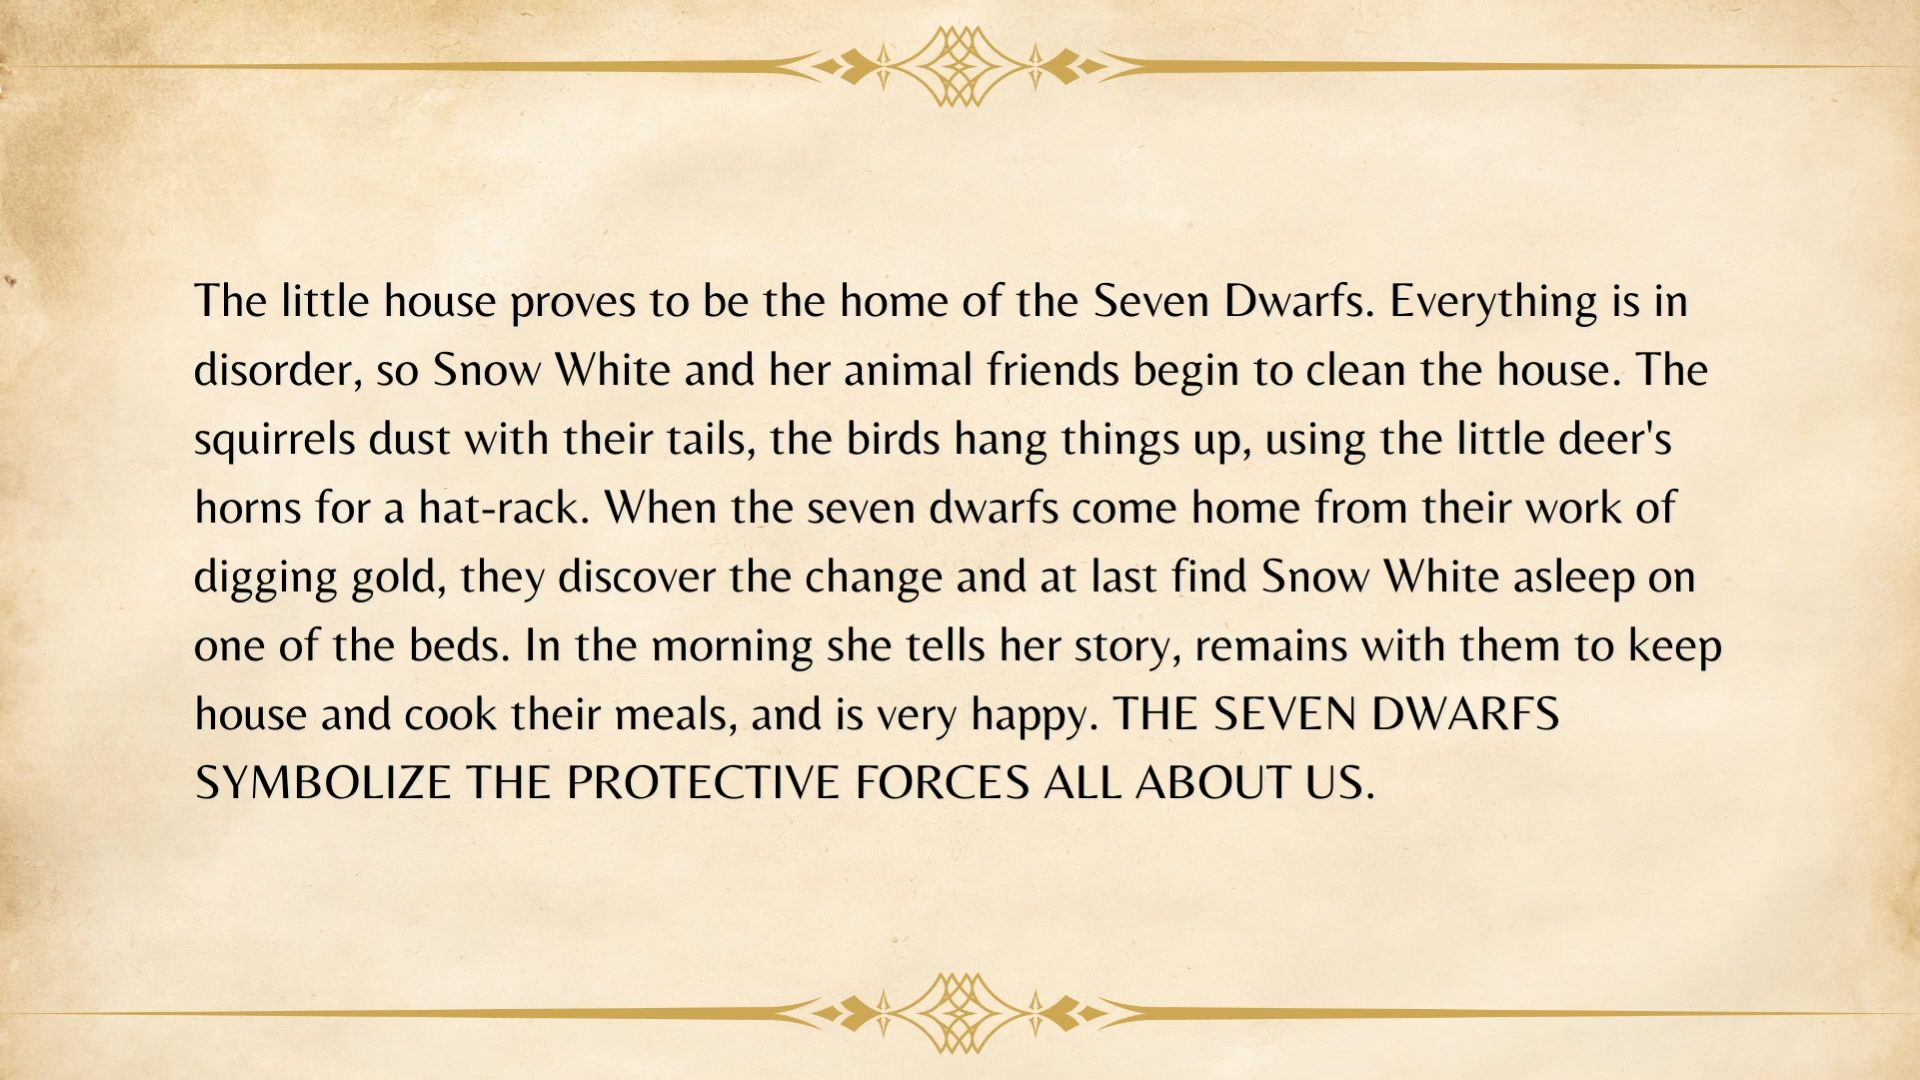 The little house proves to be the home of the Seven Dwarfs. Everything is in
disorder, so Snow White and her animal friends begin to clean the house. The
squirrels dust with their tails, the birds hang things up, using the little deer's
horns for a hat-rack. When the seven dwarfs come home from their work of
digging gold, they discover the change and at last find Snow White asleep on
one of the beds. In the morning she tells her story, remains with them to keep
house and cook their meals, and is very happy. THE SEVEN DWARFS
SYMBOLIZE THE PROTECTIVE FORCES ALL ABOUT US.